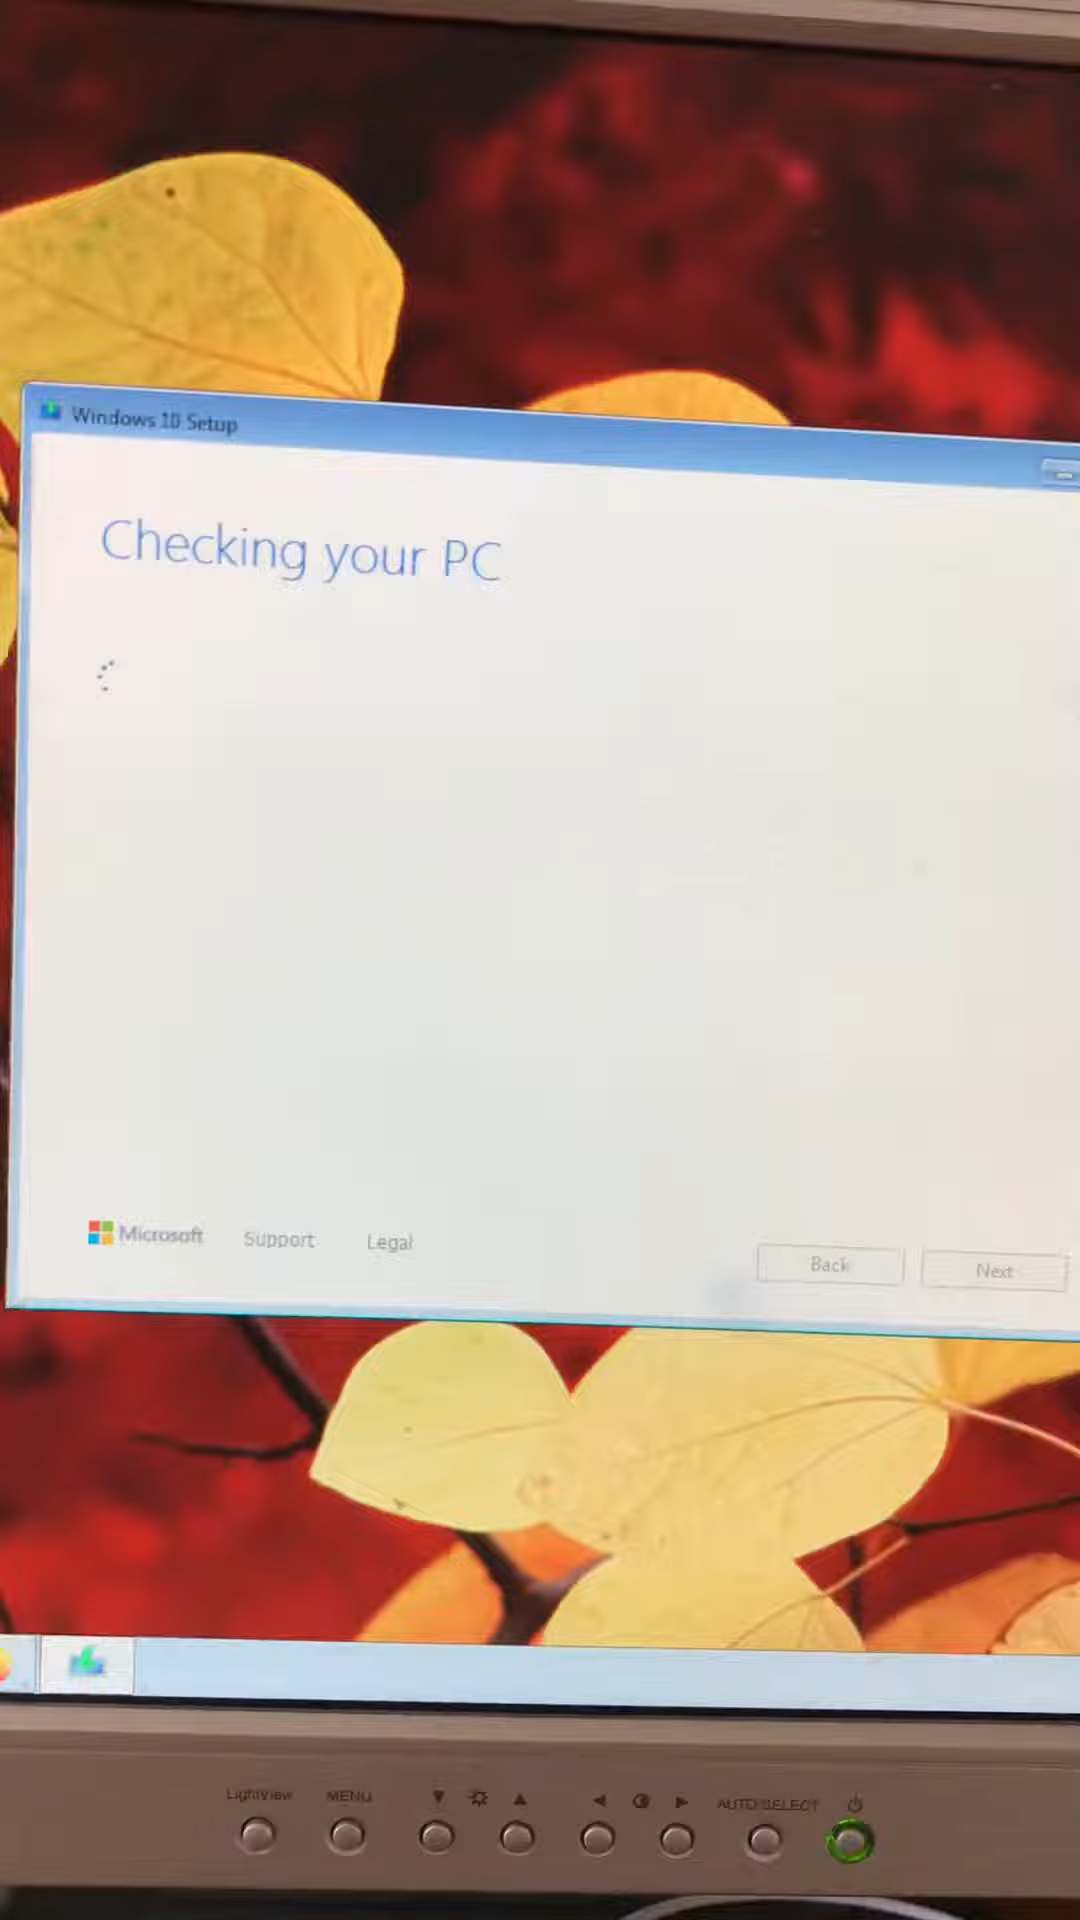 Windows 10 Setup
Checking your PC
Microsoft
Support
Legal
Back
Next
LightView
MENU
AUTO SELECT